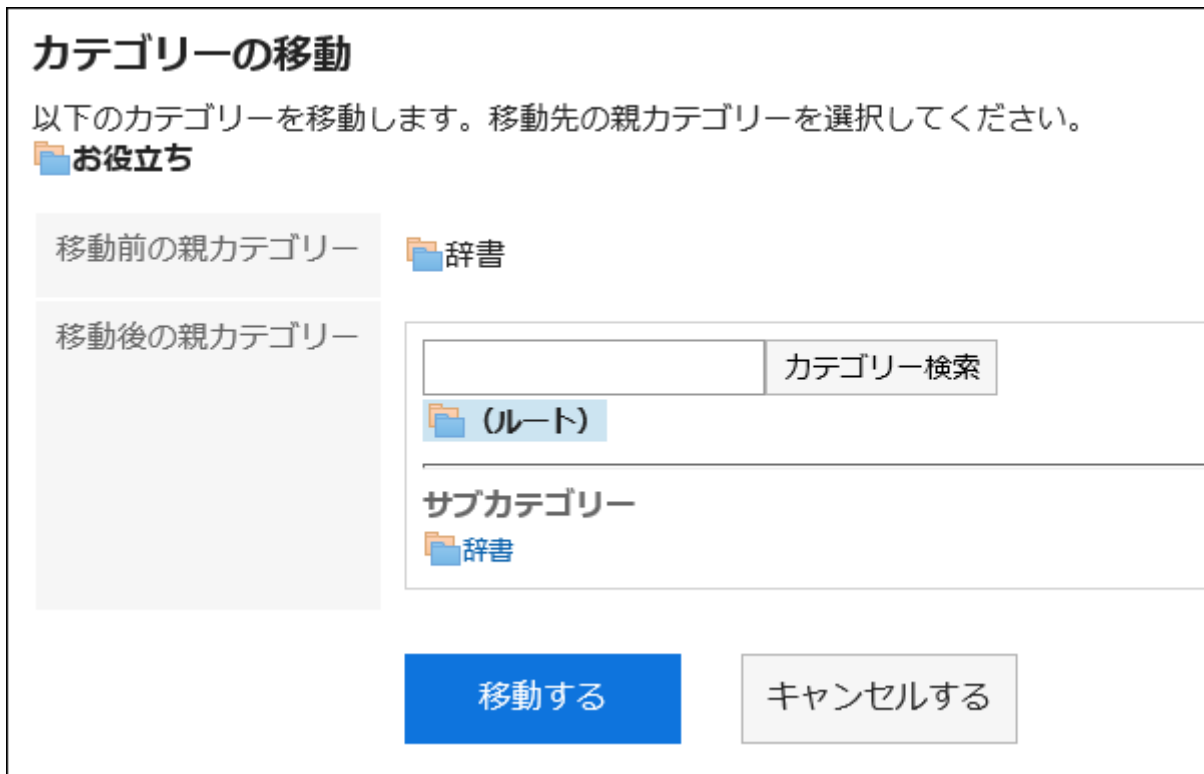 カテゴリーの移動
以下のカテゴリーを移動します。移動先の親カテゴリーを選択してください。
お役立ち
移動前の親カテゴリー
辞書
移動後の親カテゴリー
カテゴリー検索
（ルート）
サブカテゴリー
辞書
移動する
キャンセルする